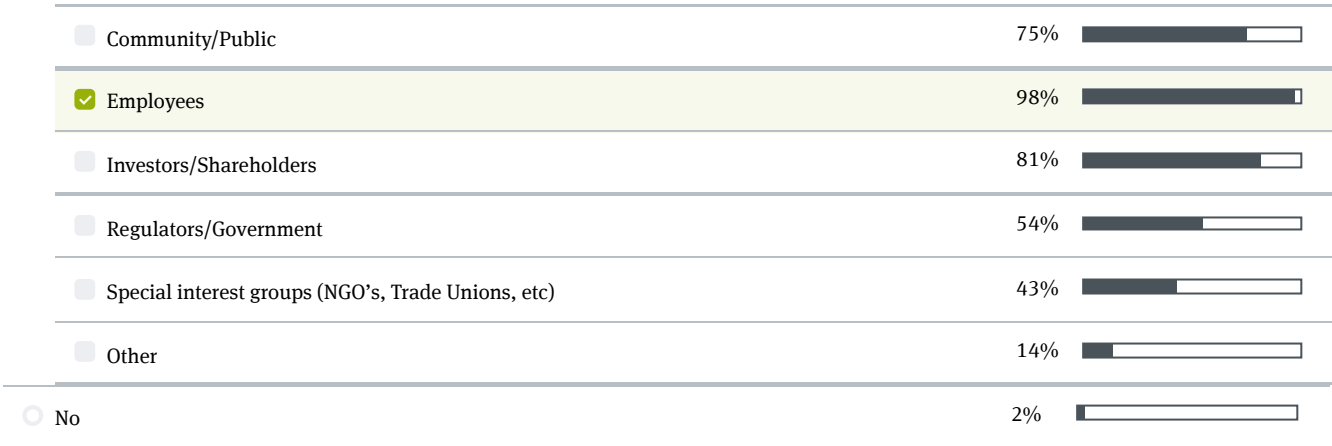 Community/Public 75%
Employees 98%
Investors/Shareholders 81%
Regulators/Government 54%
Special interest groups (NGO’s, Trade Unions, etc) 43%
Other 14%
No 2%